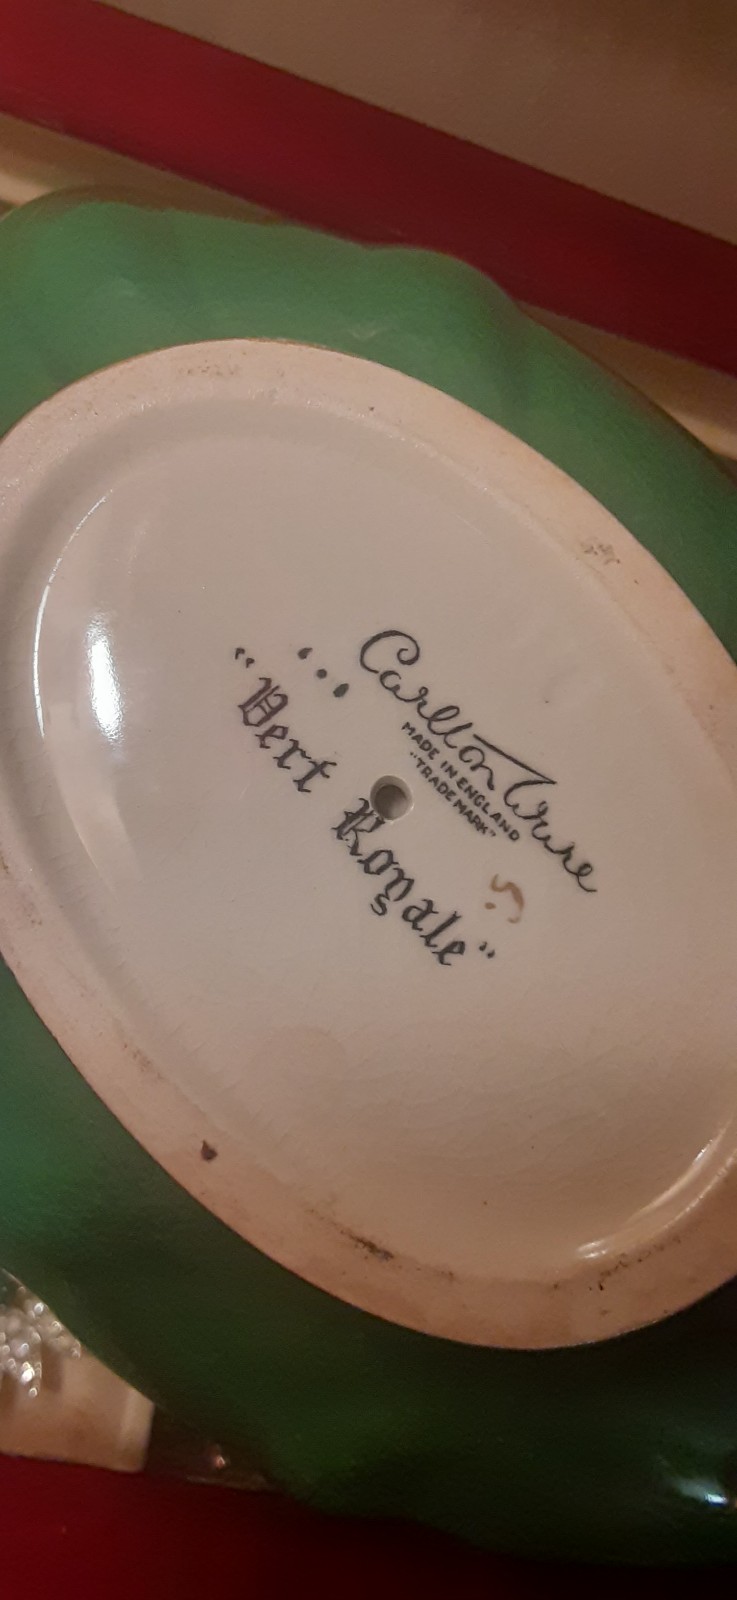 Carlton Ware
MADE IN ENGLAND
"TRADE MARK"
"Vert Royale"